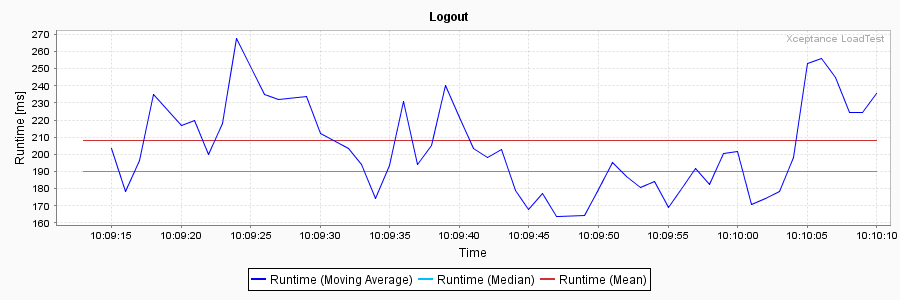 Logout
Xceptance LoadTest
Runtime [ms]
270
260
250
240
230
220
210
200
190
180
170
160
10:09:15 10:09:20 10:09:25 10:09:30 10:09:35 10:09:40 10:09:45 10:09:50 10:09:55 10:10:00 10:10:05 10:10:10
Time
Runtime (Moving Average) Runtime (Median) Runtime (Mean)